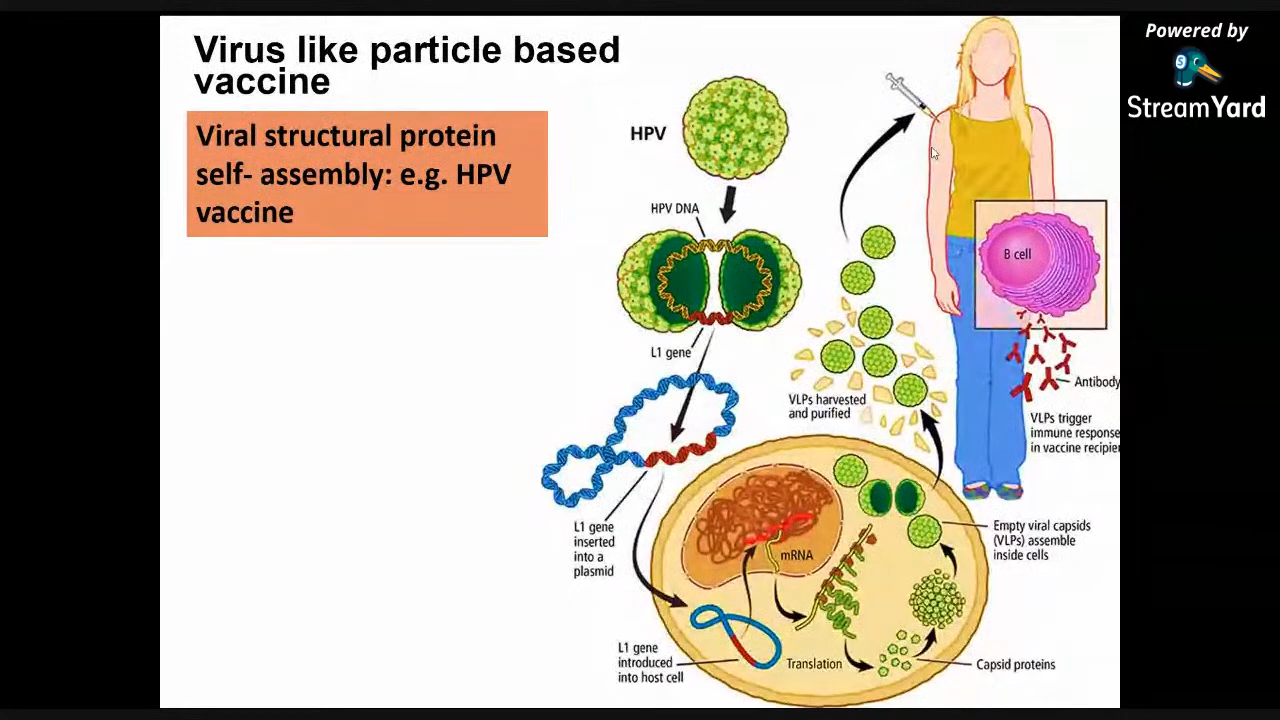 Virus like particle based
vaccine
Viral structural protein
self- assembly: e.g. HPV
vaccine
HPV
HPV DNA
L1 gene
L1 gene
inserted
into a
plasmid
L1 gene
introduced
into host cell
mRNA
Translation
Capsid proteins
Empty viral capsids
(VLPs) assemble
inside cells
VLPs harvested
and purified
B cell
Antibody
VLPs trigger
immune response
in vaccine recipien
Powered by
StreamYard